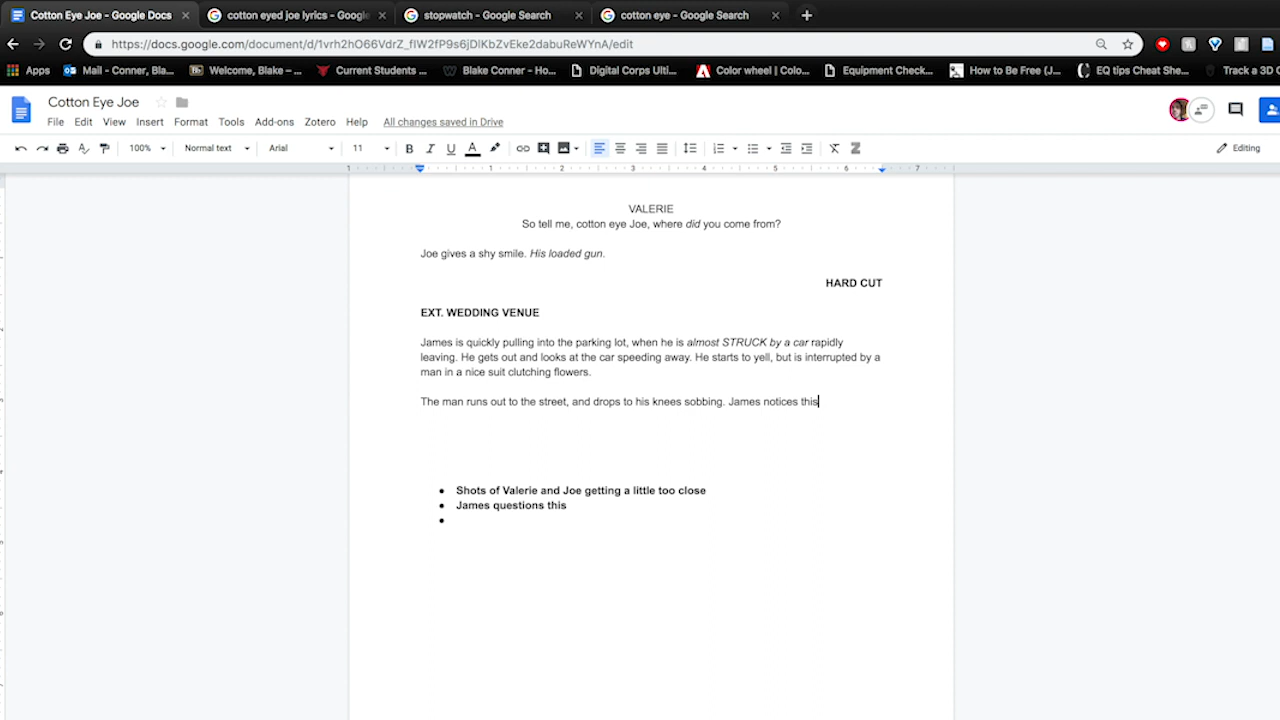 Cotton Eye Joe - Google Docs
cotton eyed joe lyrics - Google
stopwatch - Google Search
cotton eye - Google Search
https://docs.google.com/document/d/1vrh2hO66VdrZ_fIW2fP9s6jDlKbZvEke2dabuReWYnA/edit
Apps
Mail - Conner, Bla...
Welcome, Blake – ...
Current Students ...
Blake Conner - Ho...
Digital Corps Ulti...
Color wheel | Colo...
Equipment Check...
How to Be Free (J...
EQ tips Cheat She...
Track a 3D
Cotton Eye Joe
File Edit View Insert Format Tools Add-ons Zotero Help All changes saved in Drive
100% Normal text Arial 11 B I U A Editing
1 1 2 3 4 5 6 7
VALERIE
So tell me, cotton eye Joe, where did you come from?
Joe gives a shy smile. His loaded gun.
HARD CUT
EXT. WEDDING VENUE
James is quickly pulling into the parking lot, when he is almost STRUCK by a car rapidly
leaving. He gets out and looks at the car speeding away. He starts to yell, but is interrupted by a
man in a nice suit clutching flowers.
The man runs out to the street, and drops to his knees sobbing. James notices this
● Shots of Valerie and Joe getting a little too close
● James questions this
●